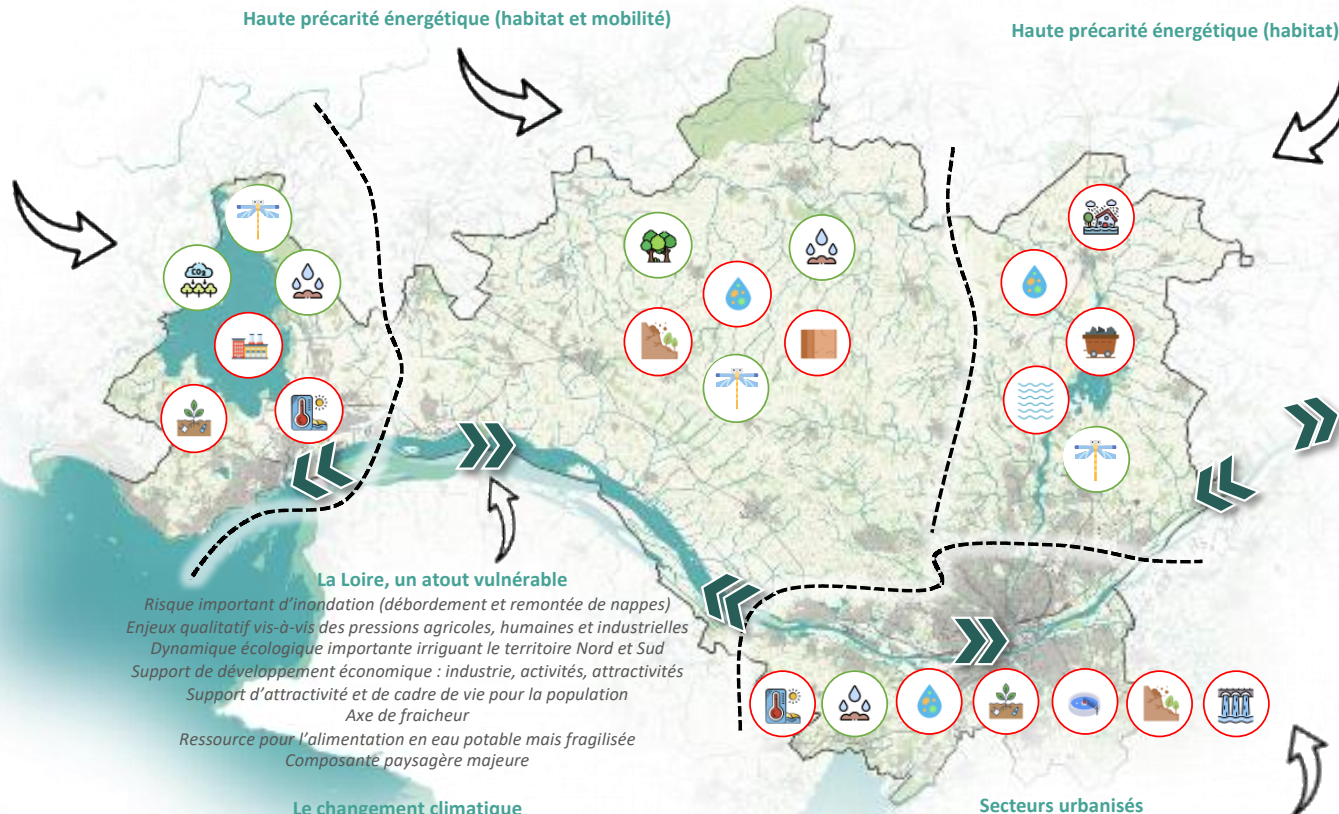 Haute précarité énergétique (habitat et mobilité)
Haute précarité énergétique (habitat)
CO₂
La Loire, un atout vulnérable
Risque important d'inondation (débordement et remontée de nappes)
Enjeux qualitatif vis-à-vis des pressions agricoles, humaines et industrielles
Dynamique écologique importante irriguant le territoire Nord et Sud
Support de développement économique : industrie, activités, attractivités
Support d'attractivité et de cadre de vie pour la population
Axe de fraicheur
Ressource pour l'alimentation en eau potable mais fragilisée
Composante paysagère majeure
Le changement climatique
Secteurs urbanisés